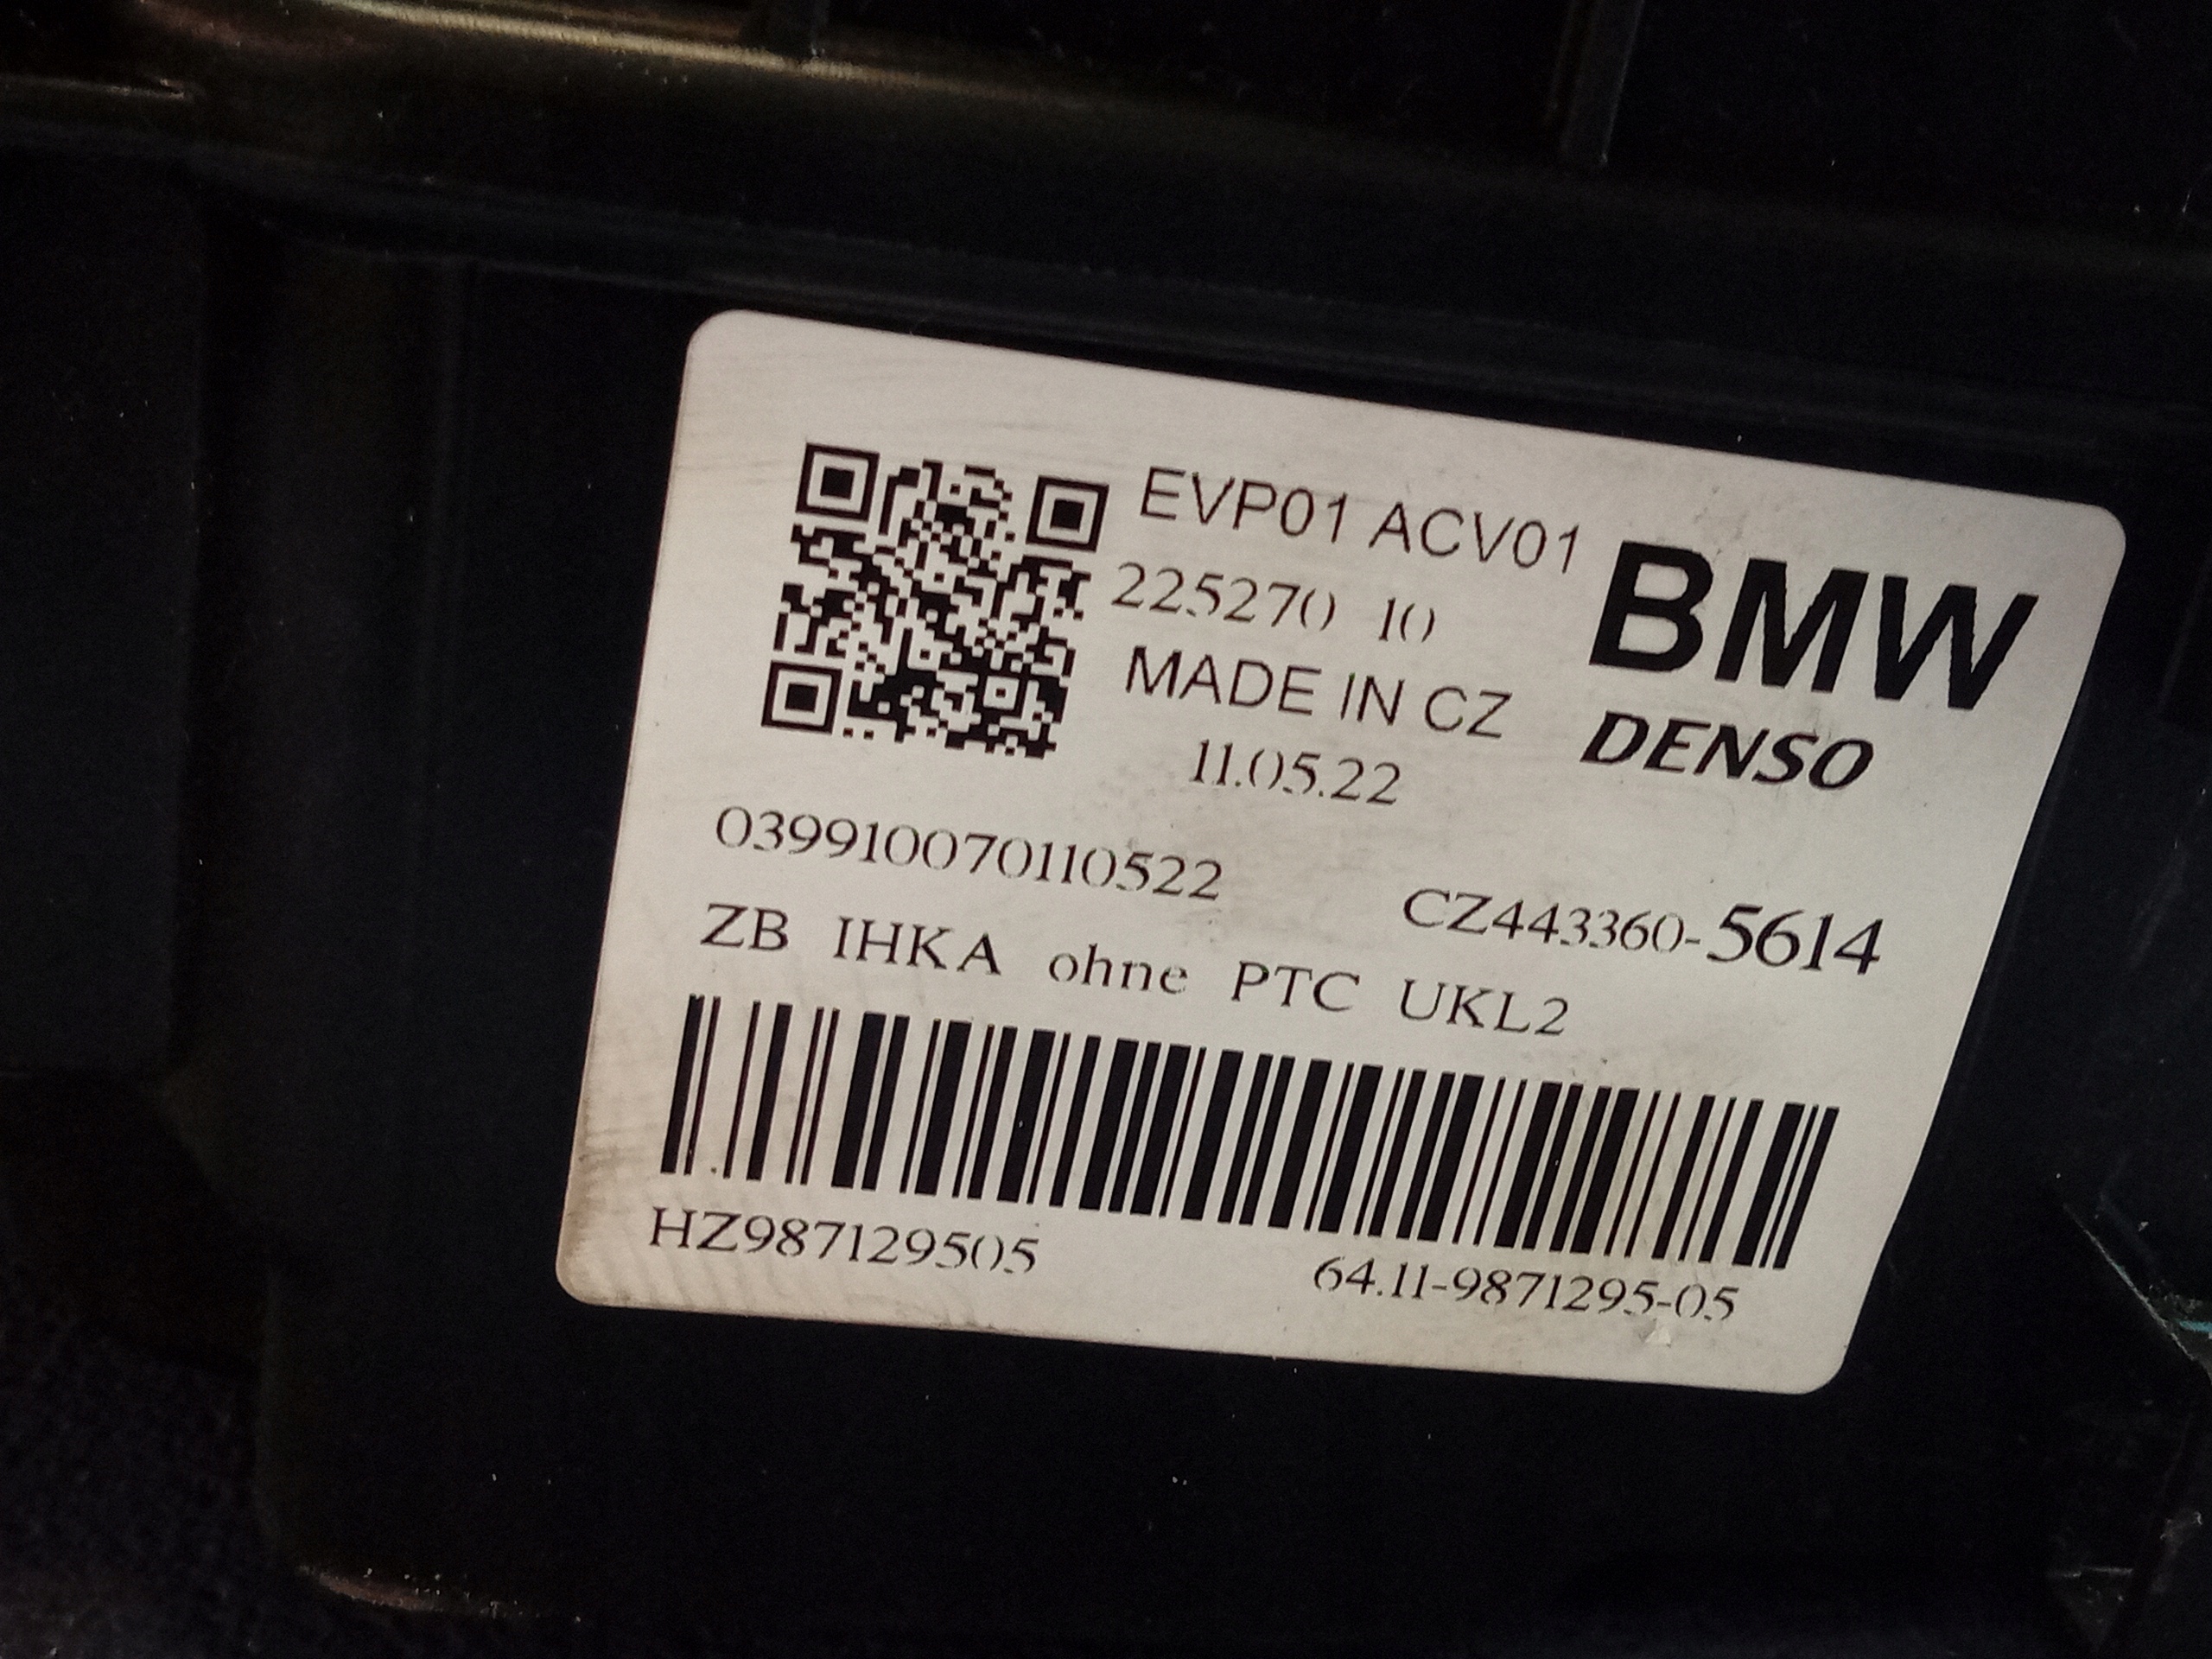 EVP01 ACV01
225270 10
BMW
MADE IN CZ
DENSO
11.05.22
039910070110522
CZ443360-5614
ZB IHKA ohne PTC UKL2
HZ987129505
64.11-9871295-05